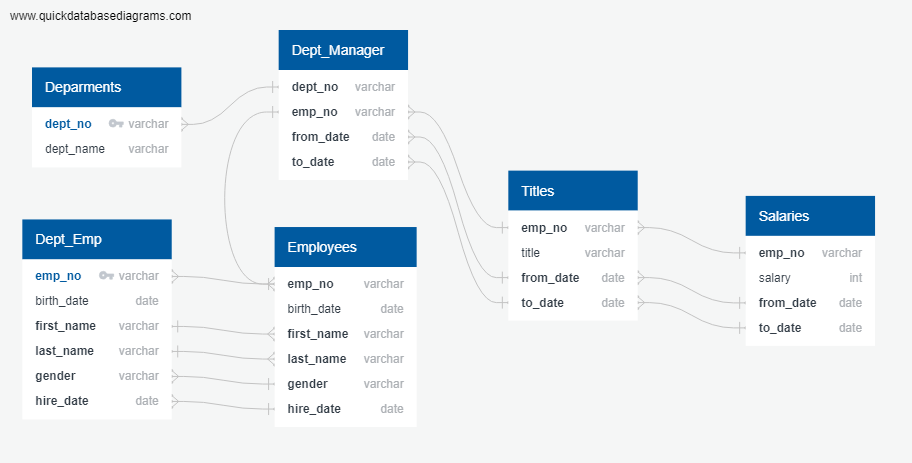 www.quickdatabasediagrams.com
Deparments
dept_no varchar
dept_name varchar
Dept_Manager
dept_no varchar
emp_no varchar
from_date date
to_date date
Dept_Emp
emp_no varchar
birth_date date
first_name varchar
last_name varchar
gender varchar
hire_date date
Employees
emp_no varchar
birth_date date
first_name varchar
last_name varchar
gender varchar
hire_date date
Titles
emp_no varchar
title varchar
from_date date
to_date date
Salaries
emp_no varchar
salary int
from_date date
to_date date